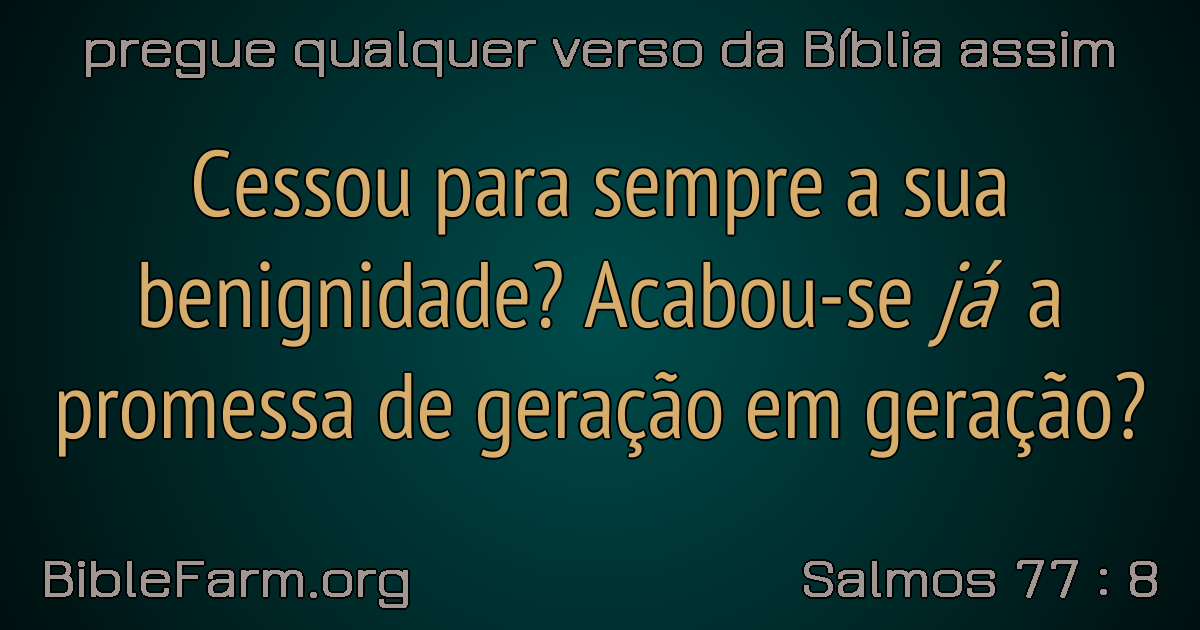 pregue qualquer verso da Bíblia assim
Cessou para sempre a sua
benignidade? Acabou-se já a
promessa de geração em geração?
BibleFarm.org
Salmos 77 : 8